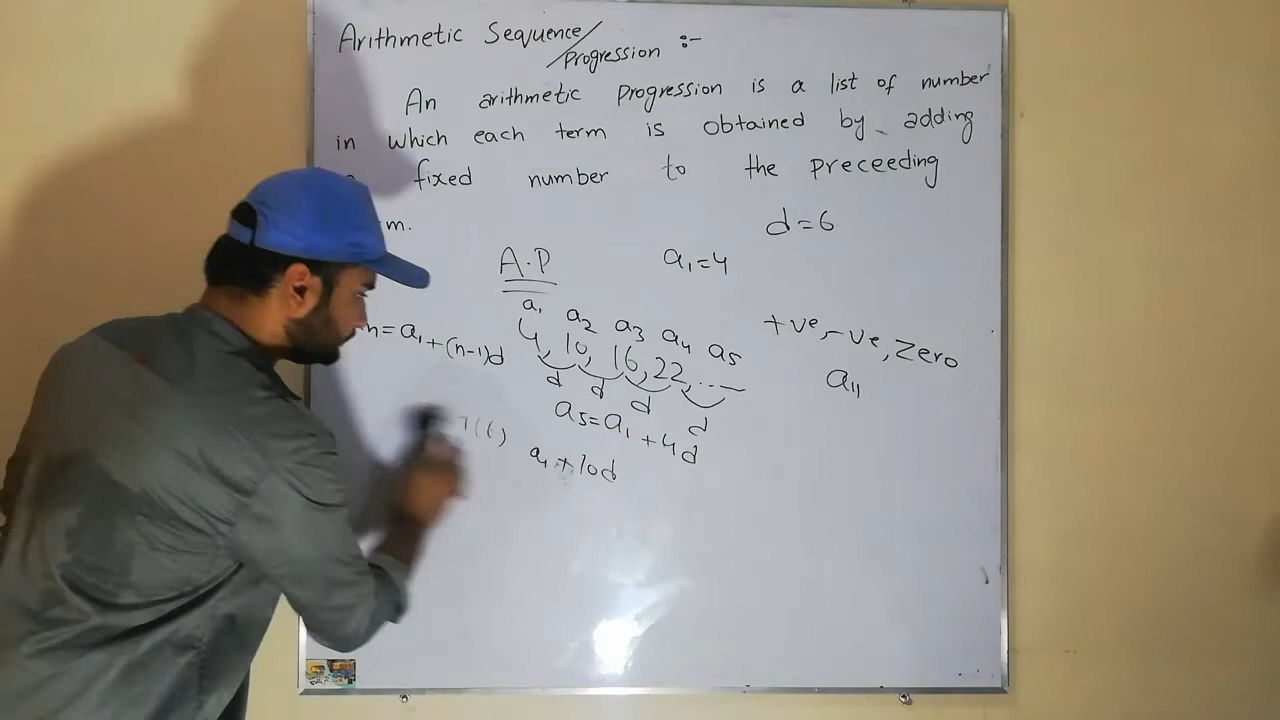 Arithmetic Sequence/
Progression :-
An arithmetic progression is a list of number
in which each term is obtained by adding
fixed number to the preceeding
m.
d=6
A.P
a₁=4
a₁ a₂ a₃ a₄ a₅
4, 10, 16, 22, ...
n=a₁+(n-1)d
+ve,-ve, Zero
a₁₁
d d d d
a₅=a₁+4d
a₁+10d